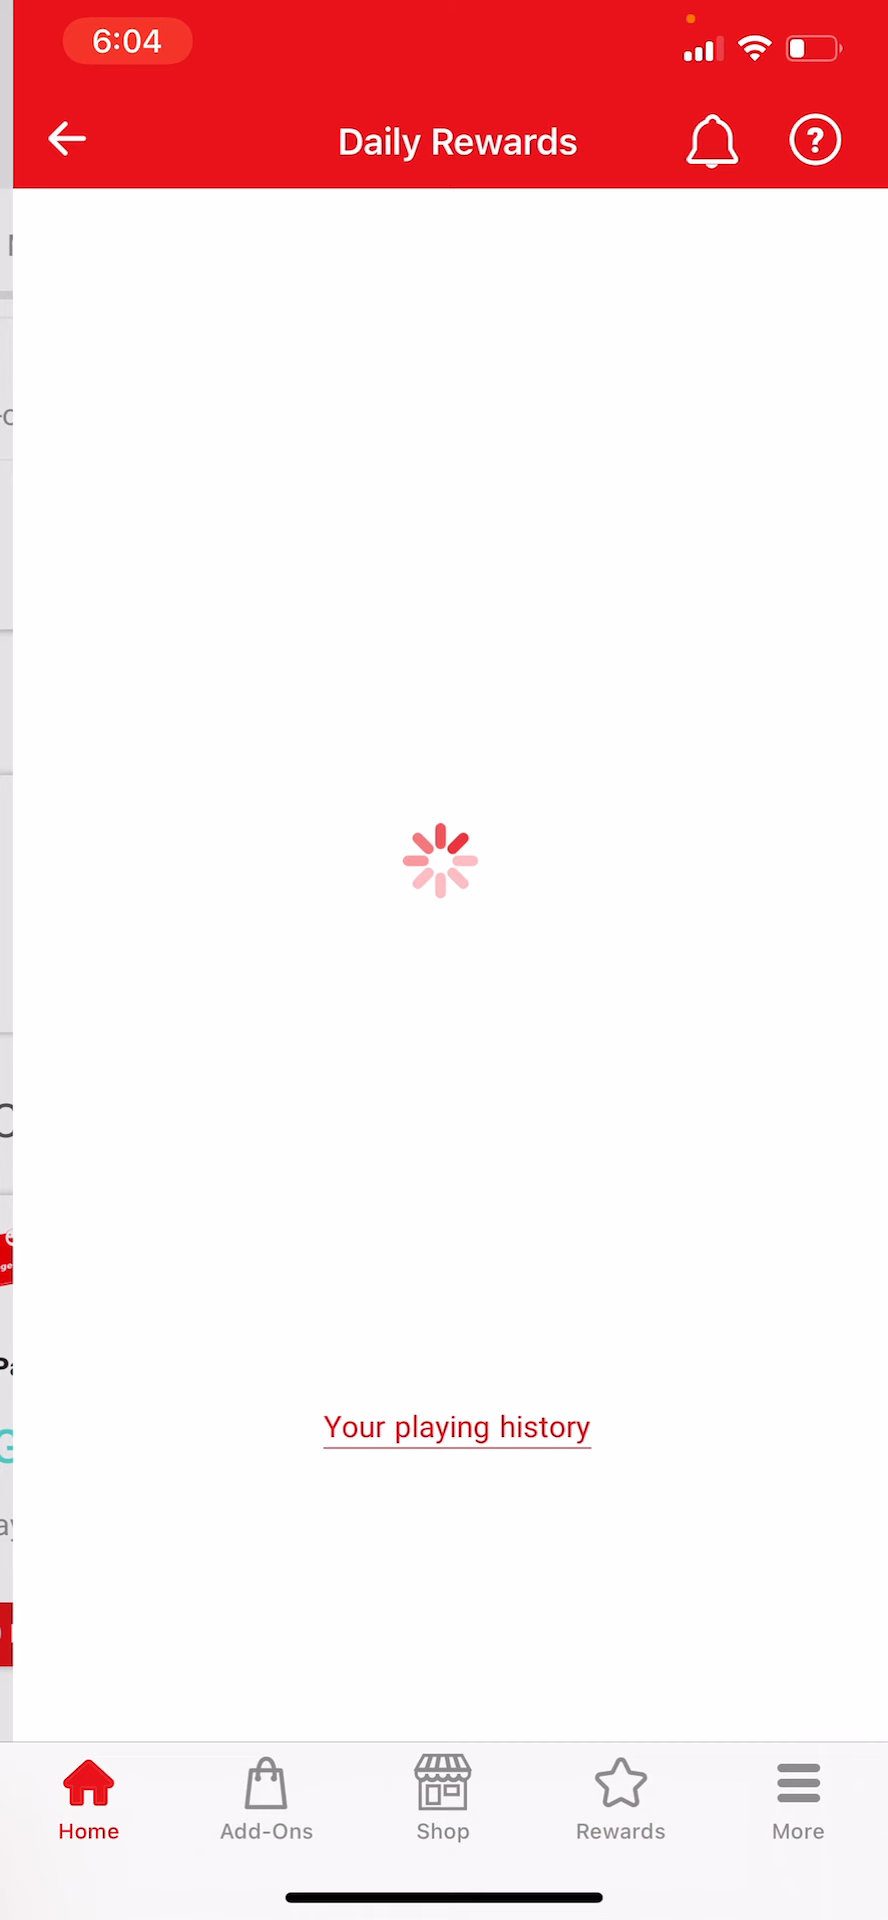 6:04
Daily Rewards
?
Your playing history
Home
Add-Ons
Shop
Rewards
More